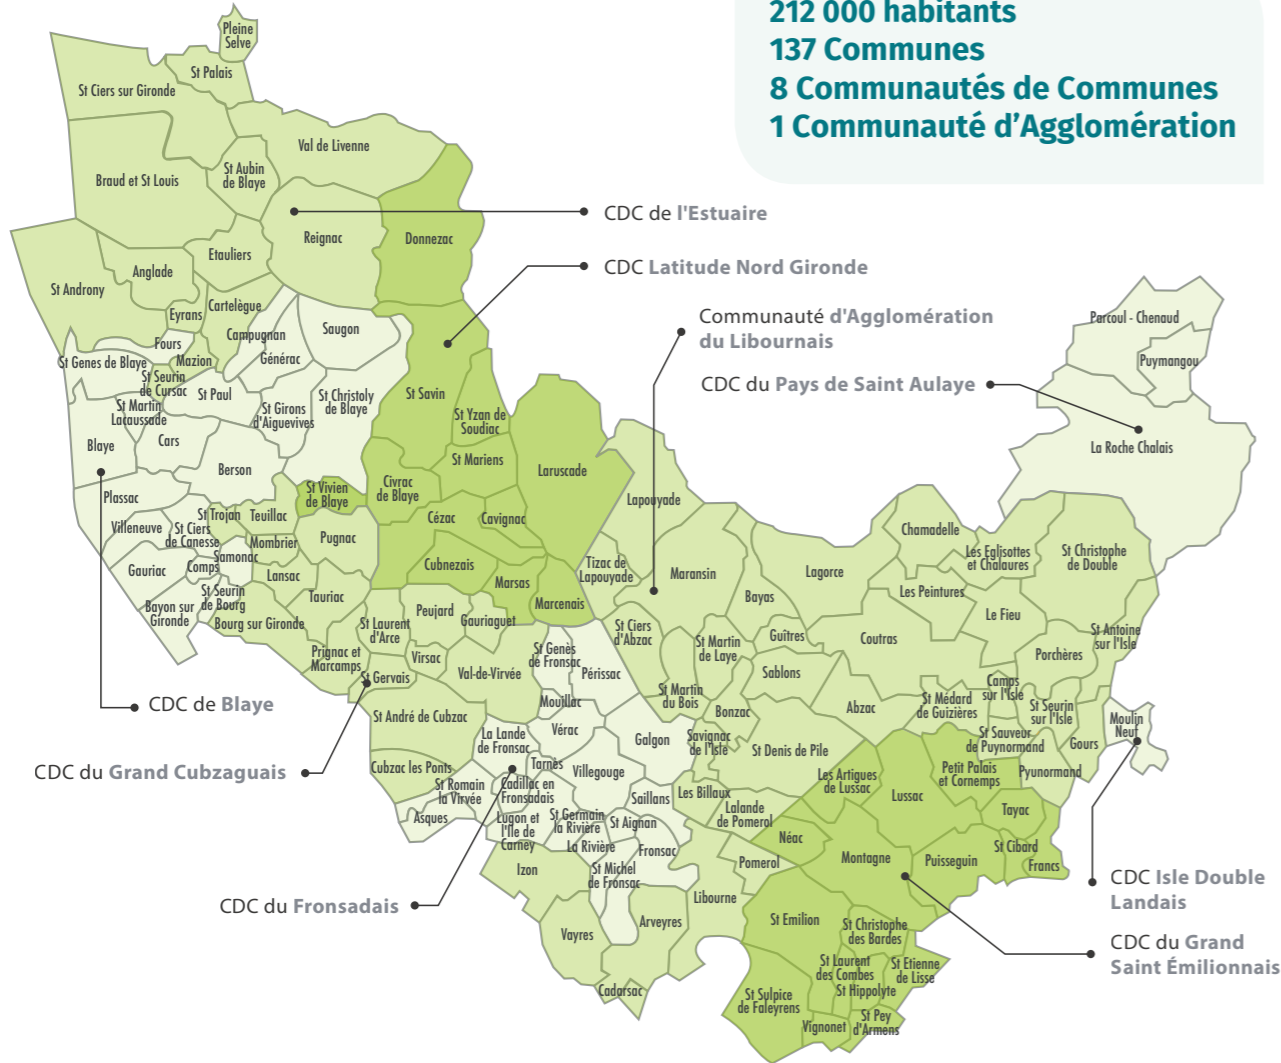 212 000 habitants
137 Communes
8 Communautés de Communes
1 Communauté d'Agglomération
Pleine
Selve
St Palais
St Ciers sur Gironde
Val de Livenne
St Aubin
de Blaye
Braud et St Louis
CDC de l'Estuaire
Reignac
Donnezac
Etauliers
Anglade
CDC Latitude Nord Gironde
St Androny
Cartelègue
Eyrans
Communauté d'Agglomération
du Libournais
Parcoul - Chenaud
Saugon
Campugnan
Fours
Générac
St Genes de Blaye
Mazion
Puymangou
St Seurin
de Cursac
CDC du Pays de Saint Aulaye
St Paul
St Savin
St Christoly
de Blaye
St Martin
Lacaussade
St Girons
d'Aiguevives
St Yzan de
Soudiac
Cars
Blaye
La Roche Chalais
St Mariens
Berson
Laruscade
Civrac
de Blaye
St Vivien
de Blaye
Plassac
Lapouyade
St Trojan
Teuillac
Cézac
Cavignac
Villeneuve
St Ciers
de Canesse
Chamadelle
Pugnac
Mombrier
Samonac
Les Eglisottes
et Chalaures
St Christophe
de Double
Cubnezais
Tizac de
Lapouyade
Gauriac
Comps
Lansac
Maransin
Lagorce
Marsas
Les Peintures
Tauriac
St Seurin
de Bourg
Bayas
Marcenais
Bayon sur
Gironde
Peujard
Le Fieu
Bourg sur Gironde
Gauriaguet
St Laurent
d'Arce
St Ciers
d'Abzac
Guîtres
Coutras
St Antoine
sur l'Isle
St Martin
de Laye
Prignac et
Marcamps
Virsac
St Genès
de Fronsac
Porchères
Val-de-Virvée
Périssac
Sablons
St Gervais
Camps
sur l'Isle
St Martin
du Bois
CDC de Blaye
Mouillac
St Médard
de Guizières
St Seurin
sur l'Isle
Abzac
Bonzac
St André de Cubzac
Moulin
Neuf
Vérac
La Lande
de Fronsac
Galgon
Savignac
de l'Isle
St Sauveur
de Puynormand
Gours
St Denis de Pile
CDC du Grand Cubzaguais
Cubzac les Ponts
Tarnès
Villegouge
Petit Palais
et Cornemps
Pyunormand
Les Artigues
de Lussac
St Romain
la Virvée
Cadillac en
Fronsadais
Lussac
Saillans
Les Billaux
Lalande
de Pomerol
Tayac
Asques
Lugon et
l'Ile de
Carney
St Germain
la Rivière
St Aignan
Néac
La Rivière
Fronsac
St Cibard
Montagne
Puisseguin
Francs
Pomerol
Izon
St Michel
de Fronsac
CDC Isle Double
Landais
Libourne
CDC du Fronsadais
Arveyres
St Emilion
Vayres
St Christophe
des Bardes
CDC du Grand
Saint Émilionnais
St Laurent
des Combes
St Etienne
de Lisse
Cadarsac
St Hippolyte
St Sulpice
de Faleyrens
St Pey
d'Armens
Vignonet